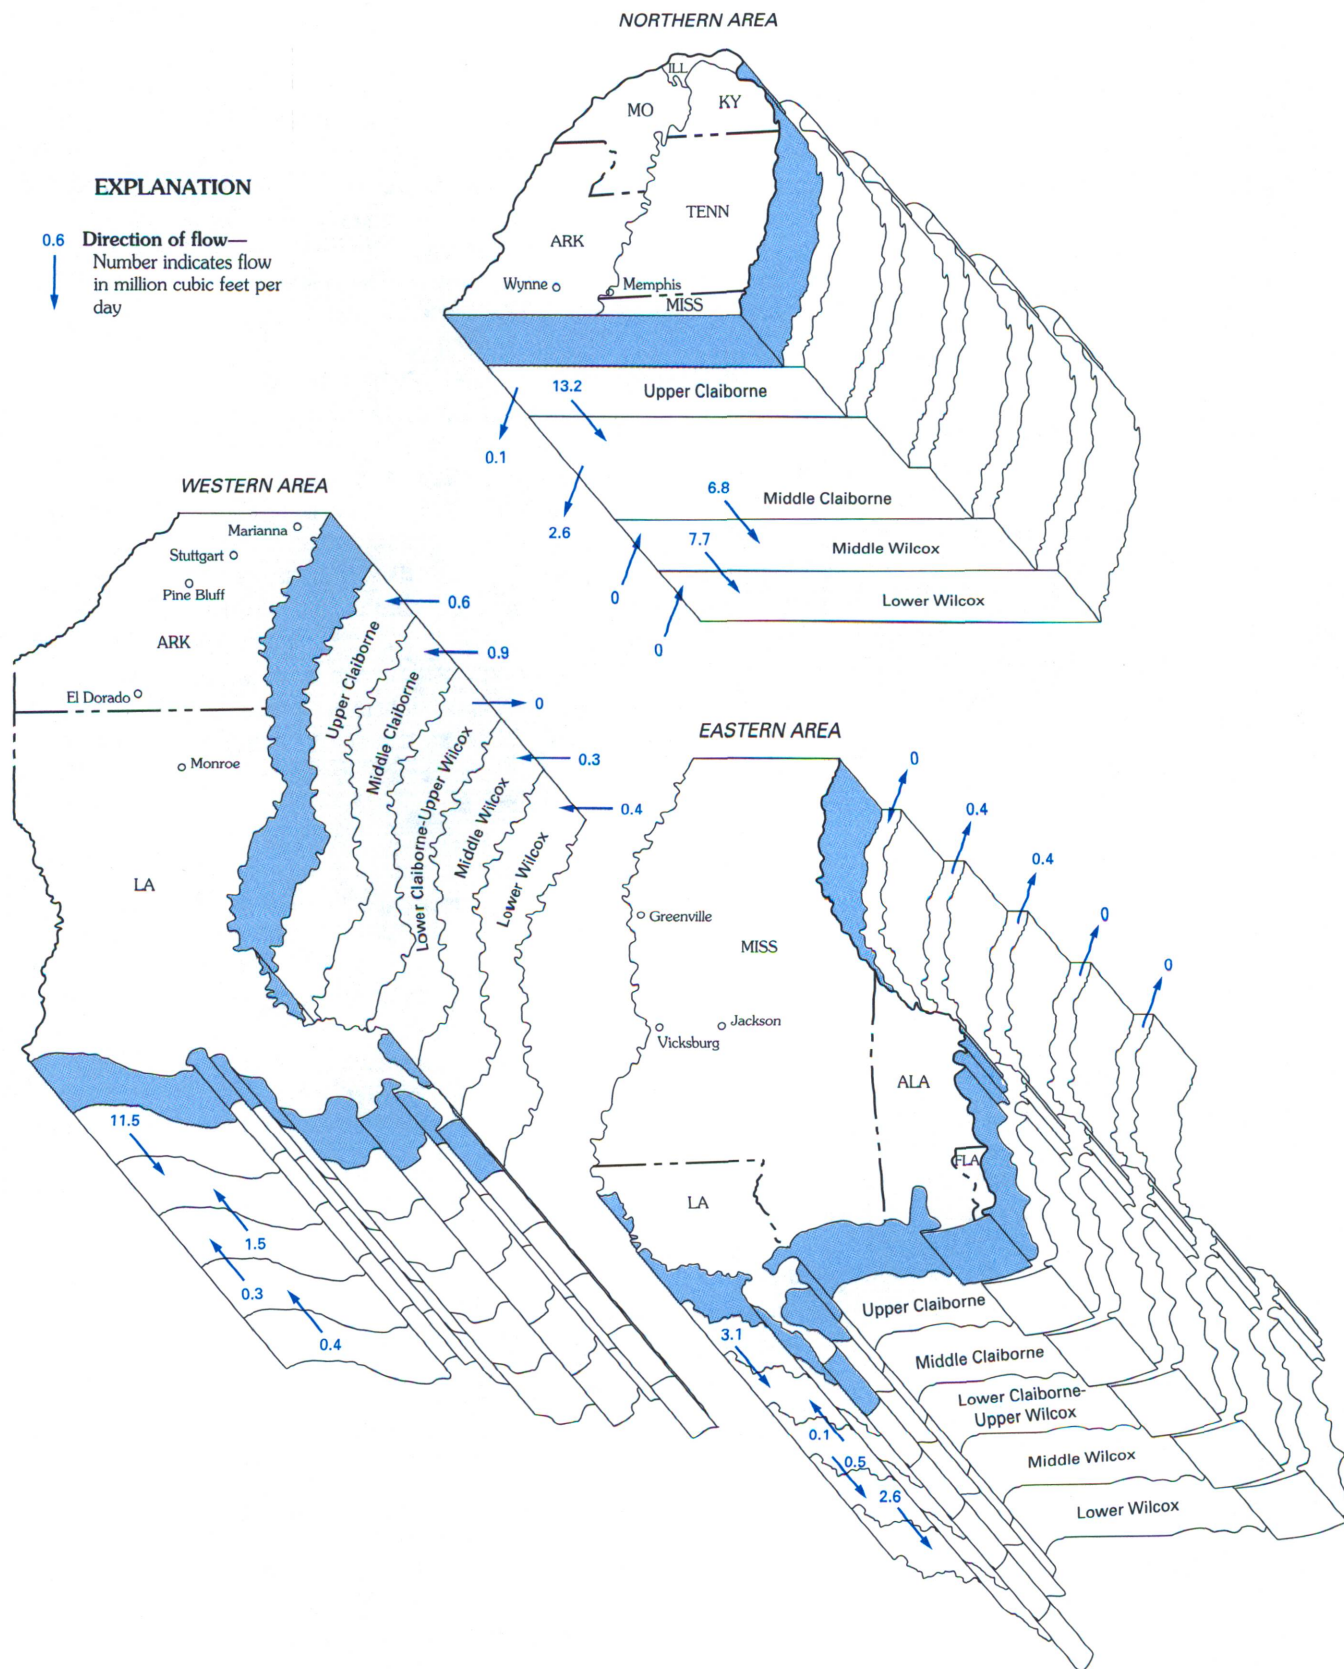 NORTHERN AREA
ILL
MO
KY
TENN
ARK
Wynne
Memphis
MISS
EXPLANATION
0.6 Direction of flow—
Number indicates flow
in million cubic feet per
day
13.2
Upper Claiborne
0.1
6.8
Middle Claiborne
2.6
7.7
Middle Wilcox
0
Lower Wilcox
0
WESTERN AREA
Marianna
Stuttgart
Pine Bluff
ARK
El Dorado
Monroe
LA
0.6
0.9
0
0.3
0.4
Upper Claiborne
Middle Claiborne
Lower Claiborne-Upper Wilcox
Middle Wilcox
Lower Wilcox
11.5
1.5
0.3
0.4
EASTERN AREA
0
0.4
0.4
0
0
Greenville
MISS
Jackson
Vicksburg
ALA
FLA
LA
Upper Claiborne
Middle Claiborne
Lower Claiborne-
Upper Wilcox
Middle Wilcox
Lower Wilcox
3.1
0.1
0.5
2.6